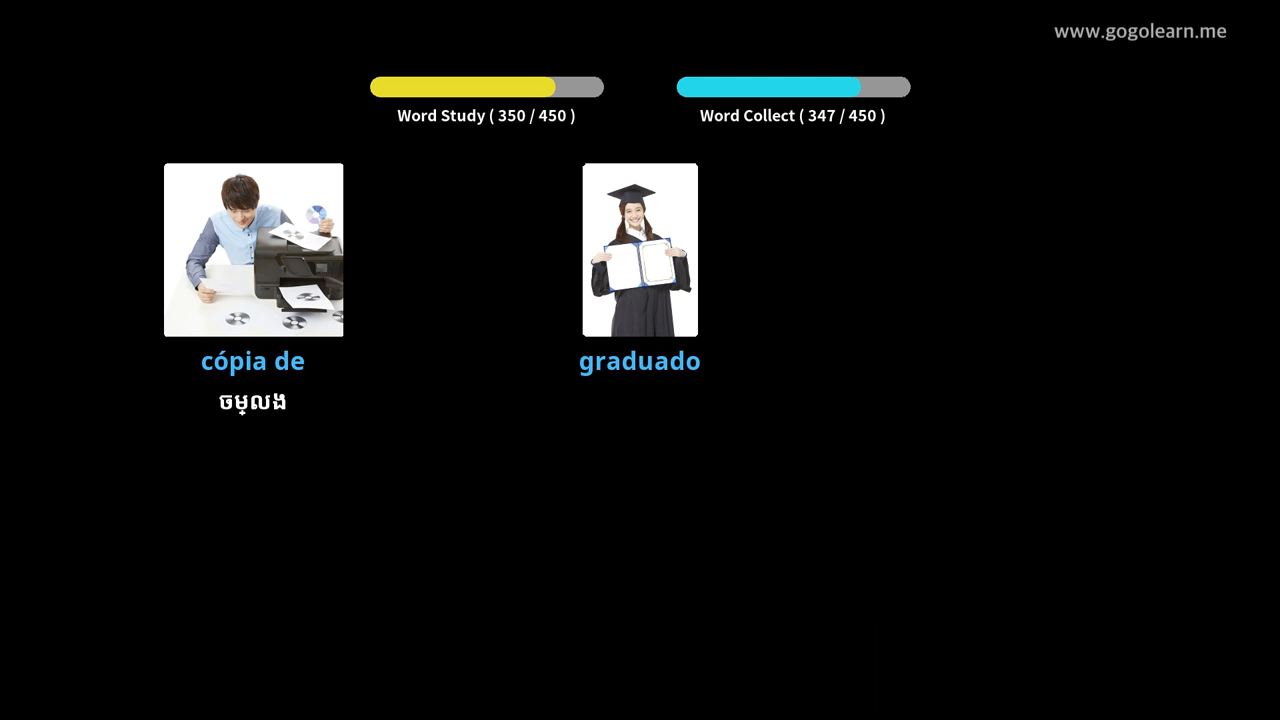 www.gogolearn.me
Word Study ( 350 / 450 )
Word Collect ( 347 / 450 )
cópia de
graduado
ចម្លង